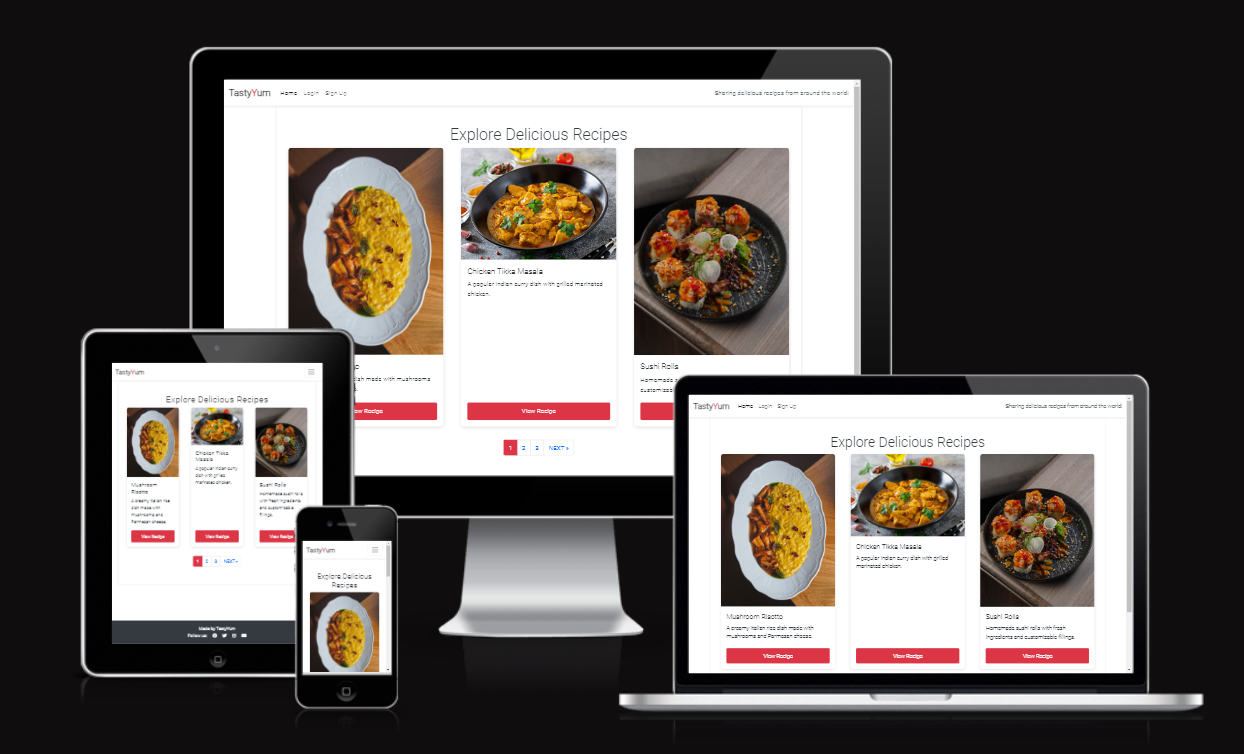 TastyYum Home Login Sign Up Sharing delicious recipes from around the world!
Explore Delicious Recipes
Chicken Tikka Masala
A popular Indian curry dish with grilled marinated
chicken.
Sushi Rolls
Homemade
customizable
dish made with mushrooms
View Recipe
1 2 3 NEXT »
TastyYum
Explore Delicious Recipes
Mushroom
Risotto
A creamy Italian rice
dish made with
mushrooms and
Parmesan cheese.
View Recipe
Chicken Tikka
Masala
A popular Indian curry
dish with grilled
marinated chicken.
View Recipe
Sushi Rolls
Homemade sushi rolls
with fresh ingredients
and customizable
fillings.
View Recipe
1 2 3 NEXT »
Made by TastyYum
Follow us:
TastyYum
Explore Delicious
Recipes
TastyYum Home Login Sign Up Sharing delicious recipes from around the world!
Explore Delicious Recipes
Mushroom Risotto
A creamy Italian rice dish made with
mushrooms and Parmesan cheese.
View Recipe
Chicken Tikka Masala
A popular Indian curry dish with grilled
marinated chicken.
View Recipe
Sushi Rolls
Homemade sushi rolls with fresh
ingredients and customizable fillings.
View Recipe